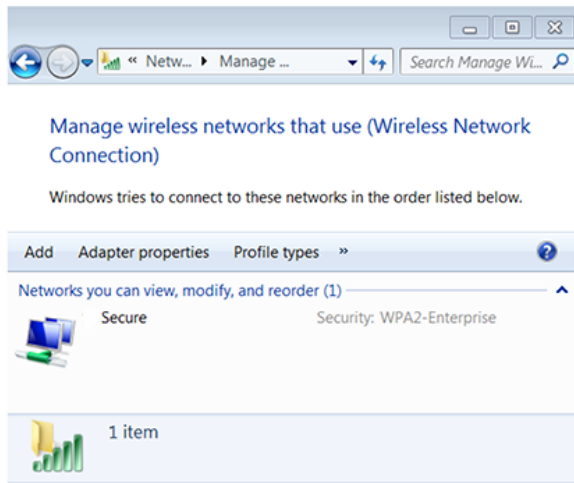 « Netw... Manage ... Search Manage Wi...
Manage wireless networks that use (Wireless Network
Connection)
Windows tries to connect to these networks in the order listed below.
Add Adapter properties Profile types »
Networks you can view, modify, and reorder (1)
Secure Security: WPA2-Enterprise
1 item